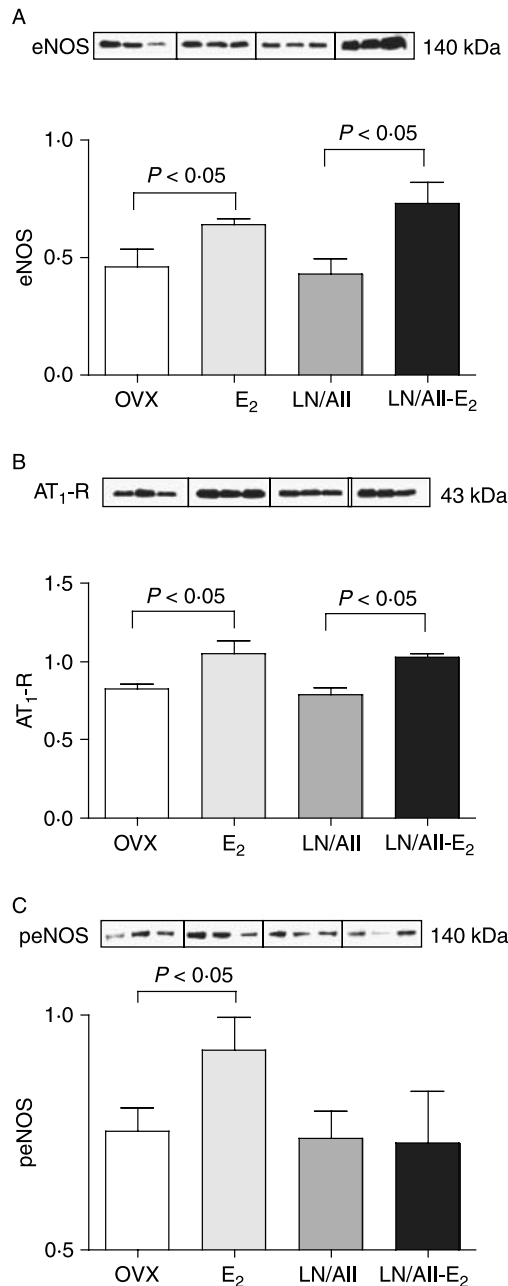 A
eNOS 140 kDa
1·0
P < 0·05
P < 0·05
0·5
eNOS
0·0
OVX E₂ LN/AII LN/AII-E₂
B
AT₁-R 43 kDa
1·5
P < 0·05 P < 0·05
1·0
AT₁-R
0·5
0·0
OVX E₂ LN/AII LN/AII-E₂
C
peNOS 140 kDa
P < 0·05
1·0
peNOS
0·5
OVX E₂ LN/AII LN/AII-E₂